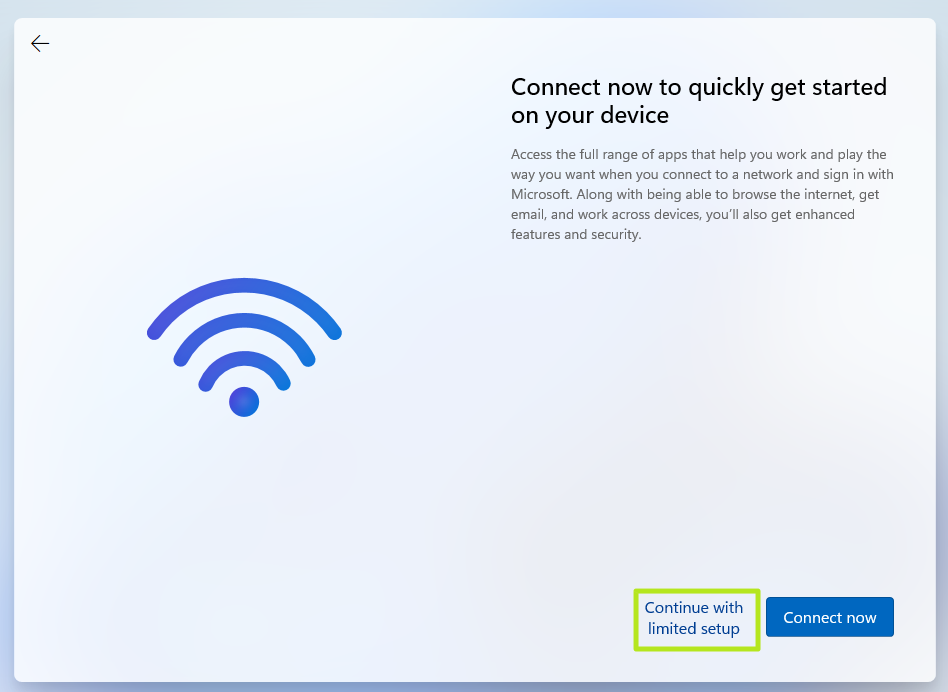 Connect now to quickly get started
on your device
Access the full range of apps that help you work and play the
way you want when you connect to a network and sign in with
Microsoft. Along with being able to browse the internet, get
email, and work across devices, you’ll also get enhanced
features and security.
Continue with
limited setup
Connect now